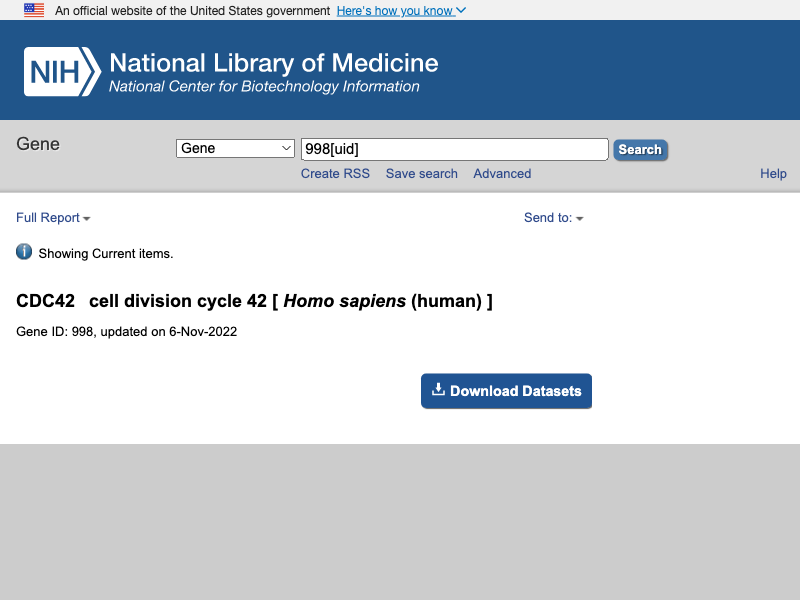 An official website of the United States government Here's how you know
NIH National Library of Medicine
National Center for Biotechnology Information
Gene
Gene 998[uid] Search
Create RSS Save search Advanced Help
Full Report Send to:
Showing Current items.
CDC42 cell division cycle 42 [ Homo sapiens (human) ]
Gene ID: 998, updated on 6-Nov-2022
Download Datasets